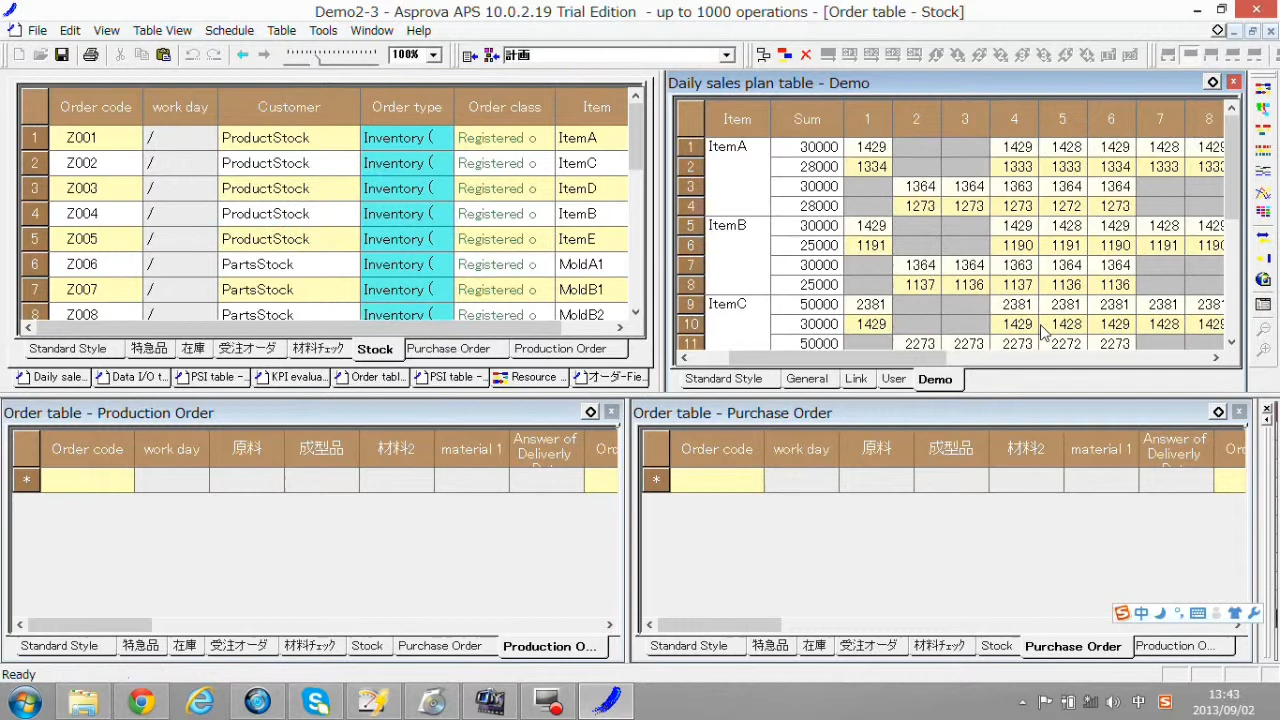 Demo2-3 - Asprova APS 10.0.2.19 Trial Edition - up to 1000 operations - [Order table - Stock]
File Edit View Table View Schedule Table Tools Window Help
100% 計画
Order code work day Customer Order type Order class Item
1 Z001 / ProductStock Inventory ( Registered o ItemA
2 Z002 / ProductStock Inventory ( Registered o ItemC
3 Z003 / ProductStock Inventory ( Registered o ItemD
4 Z004 / ProductStock Inventory ( Registered o ItemB
5 Z005 / ProductStock Inventory ( Registered o ItemE
6 Z006 / PartsStock Inventory ( Registered o MoldA1
7 Z007 / PartsStock Inventory ( Registered o MoldB1
8 Z008 / PartsStock Inventory ( Registered o MoldB2
Standard Style 特急品 在庫 受注オーダ 材料チェック Stock Purchase Order Production Order
Daily sale... Data I/O t... PSI table -... KPI evalua... Order tabl... PSI table -... Resource ... オーダ-Fie...
Daily sales plan table - Demo
Item Sum 1 2 3 4 5 6 7 8
1 ItemA 30000 1429 1429 1428 1429 1428 1429
2 28000 1334 1333 1333 1334 1333 1333
3 30000 1364 1364 1363 1364 1364
4 28000 1273 1273 1272 1273 1273
5 ItemB 30000 1429 1429 1428 1429 1428 1429
6 25000 1191 1190 1191 1190 1191 1190
7 30000 1364 1364 1363 1364 1364
8 25000 1137 1136 1137 1136 1136
9 ItemC 50000 2381 2381 2381 2381 2381 2381
10 30000 1429 1429 1428 1429 1428 1429
11 50000 2273 2273 2273 2272 2273
Standard Style General Link User Demo
Order table - Production Order
Order code work day 原料 成型品 材料2 material 1 Answer of Deliverly Ord
*
Standard Style 特急品 在庫 受注オーダ 材料チェック Stock Purchase Order Production O...
Order table - Purchase Order
Order code work day 原料 成型品 材料2 material 1 Answer of Deliverly Or
*
Standard Style 特急品 在庫 受注オーダ 材料チェック Stock Purchase Order Production O...
中
Ready
中
13:43
2013/09/02